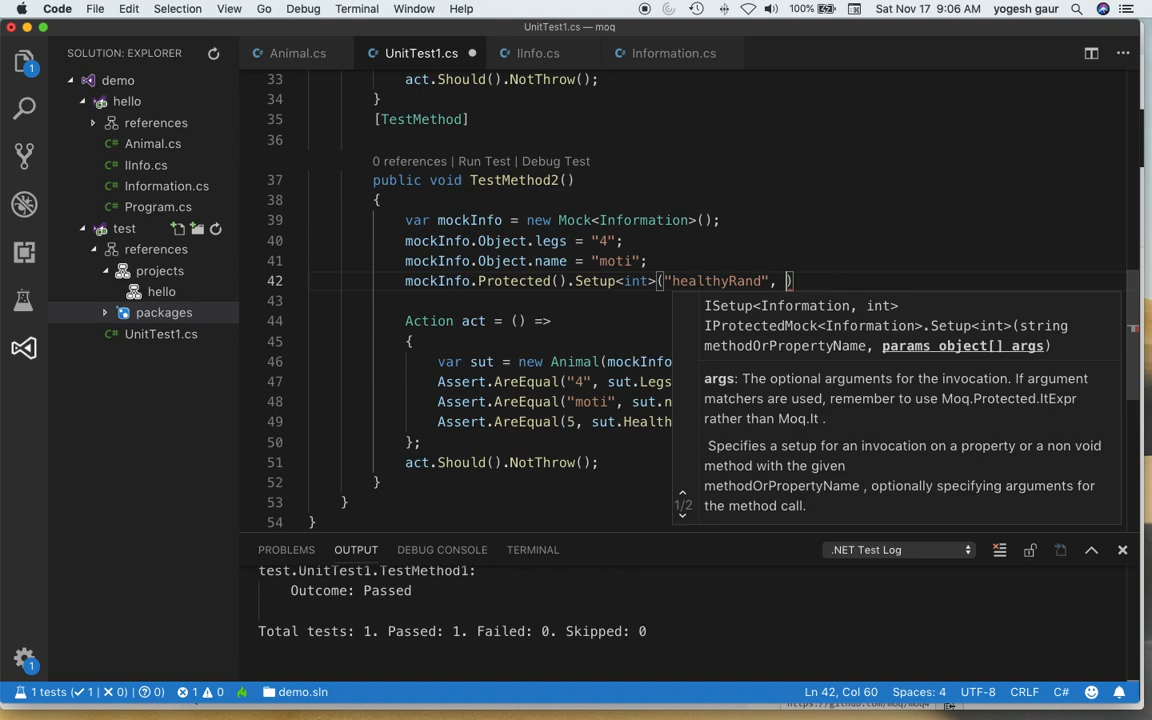 Code File Edit Selection View Go Debug Terminal Window Help 100% Sat Nov 17 9:06 AM yogesh gaur
UnitTest1.cs — moq
SOLUTION: EXPLORER
Animal.cs UnitTest1.cs IInfo.cs Information.cs
demo
hello
references
Animal.cs
IInfo.cs
Information.cs
Program.cs
test
references
projects
hello
packages
UnitTest1.cs
1
1
33 act.Should().NotThrow();
34 }
35 [TestMethod]
36
0 references | Run Test | Debug Test
37 public void TestMethod2()
38 {
39 var mockInfo = new Mock<Information>();
40 mockInfo.Object.legs = "4";
41 mockInfo.Object.name = "moti";
42 mockInfo.Protected().Setup<int>("healthyRand", )
43
44 Action act = () =>
45 {
46 var sut = new Animal(mockInfo
47 Assert.AreEqual("4", sut.Legs
48 Assert.AreEqual("moti", sut.n
49 Assert.AreEqual(5, sut.Health
50 };
51 act.Should().NotThrow();
52 }
53 }
54 }
ISetup<Information, int>
IProtectedMock<Information>.Setup<int>(string
methodOrPropertyName, params object[] args)
args: The optional arguments for the invocation. If argument
matchers are used, remember to use Moq.Protected.ItExpr
rather than Moq.It .
Specifies a setup for an invocation on a property or a non void
method with the given
methodOrPropertyName , optionally specifying arguments for
the method call.
1/2
PROBLEMS OUTPUT DEBUG CONSOLE TERMINAL .NET Test Log
test.UnitTest1.TestMethod1:
Outcome: Passed
Total tests: 1. Passed: 1. Failed: 0. Skipped: 0
1 tests (✓ 1 | ✕ 0) | ? 0) 1 0 demo.sln Ln 42, Col 60 Spaces: 4 UTF-8 CRLF C#